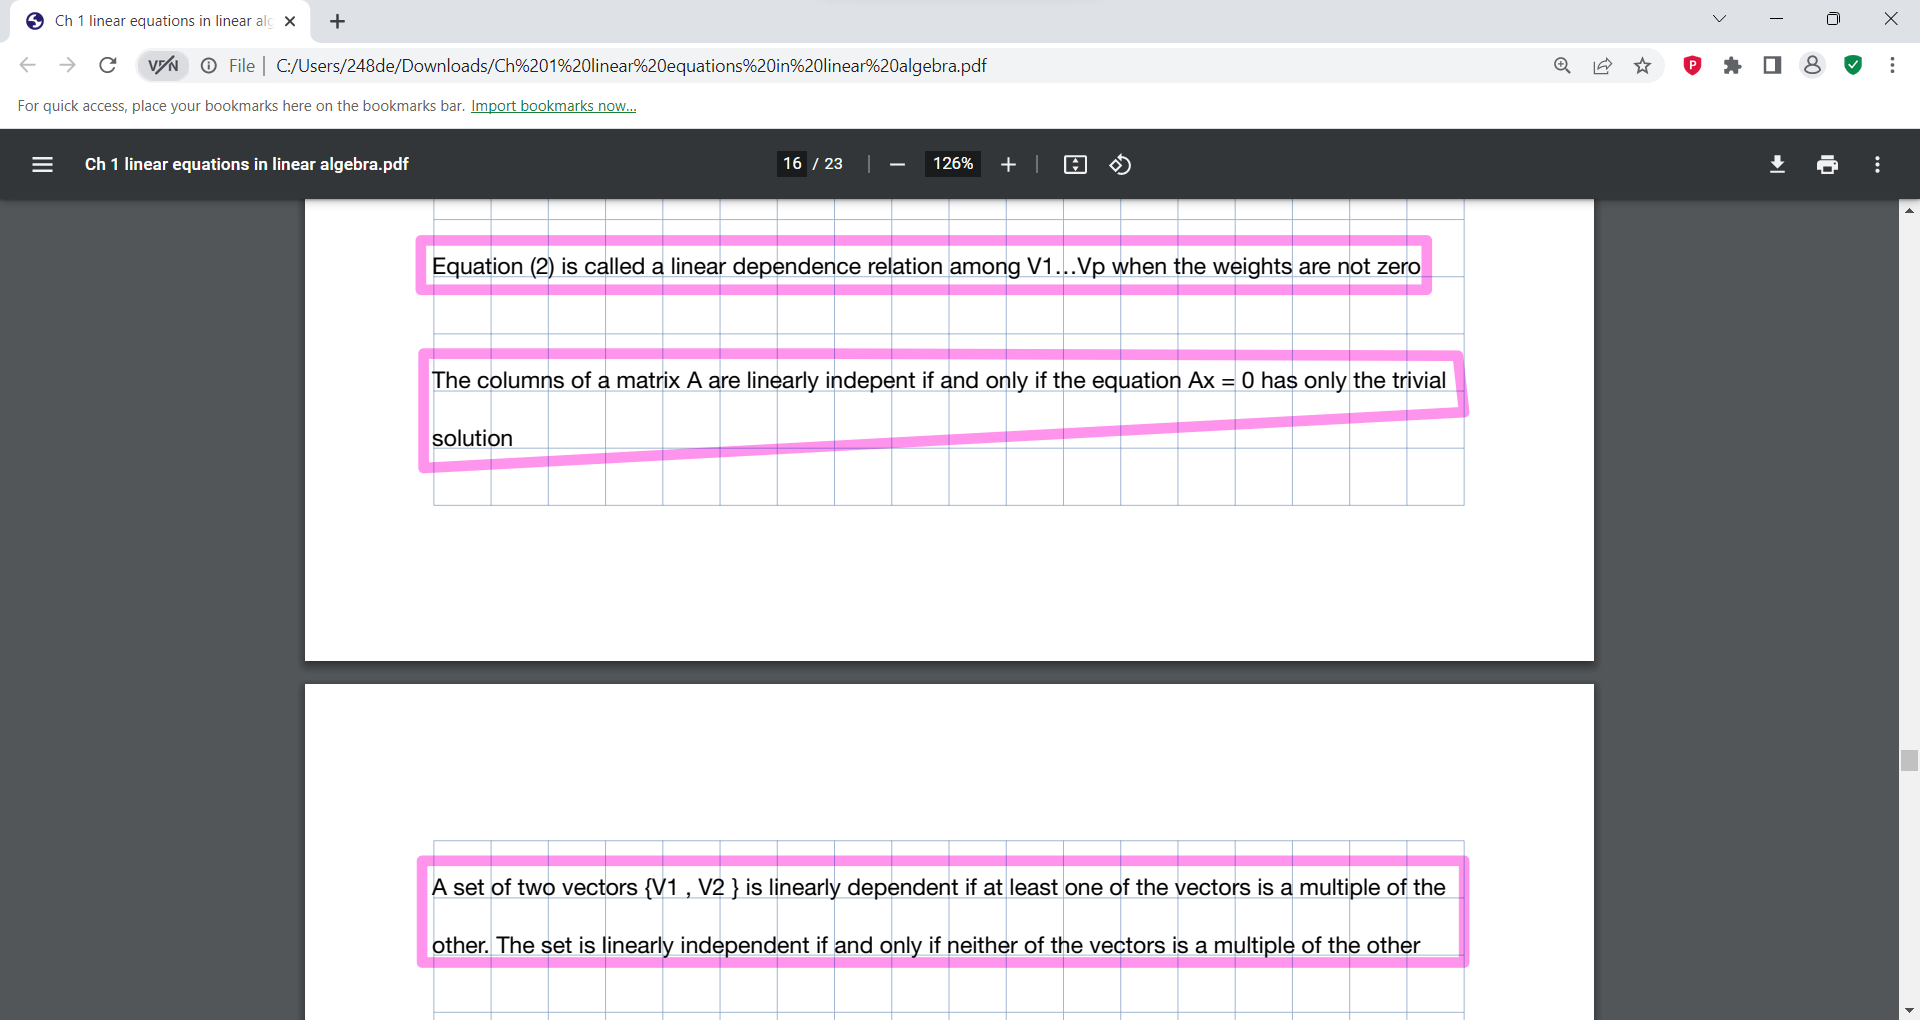 Ch 1 linear equations in linear alg
VPN
File
C:/Users/248de/Downloads/Ch%201%20linear%20equations%20in%20linear%20algebra.pdf
For quick access, place your bookmarks here on the bookmarks bar. Import bookmarks now...
Ch 1 linear equations in linear algebra.pdf
16 / 23
126%
Equation (2) is called a linear dependence relation among V1...Vp when the weights are not zero
The columns of a matrix A are linearly indepent if and only if the equation Ax = 0 has only the trivial
solution
A set of two vectors {V1 , V2 } is linearly dependent if at least one of the vectors is a multiple of the
other. The set is linearly independent if and only if neither of the vectors is a multiple of the other